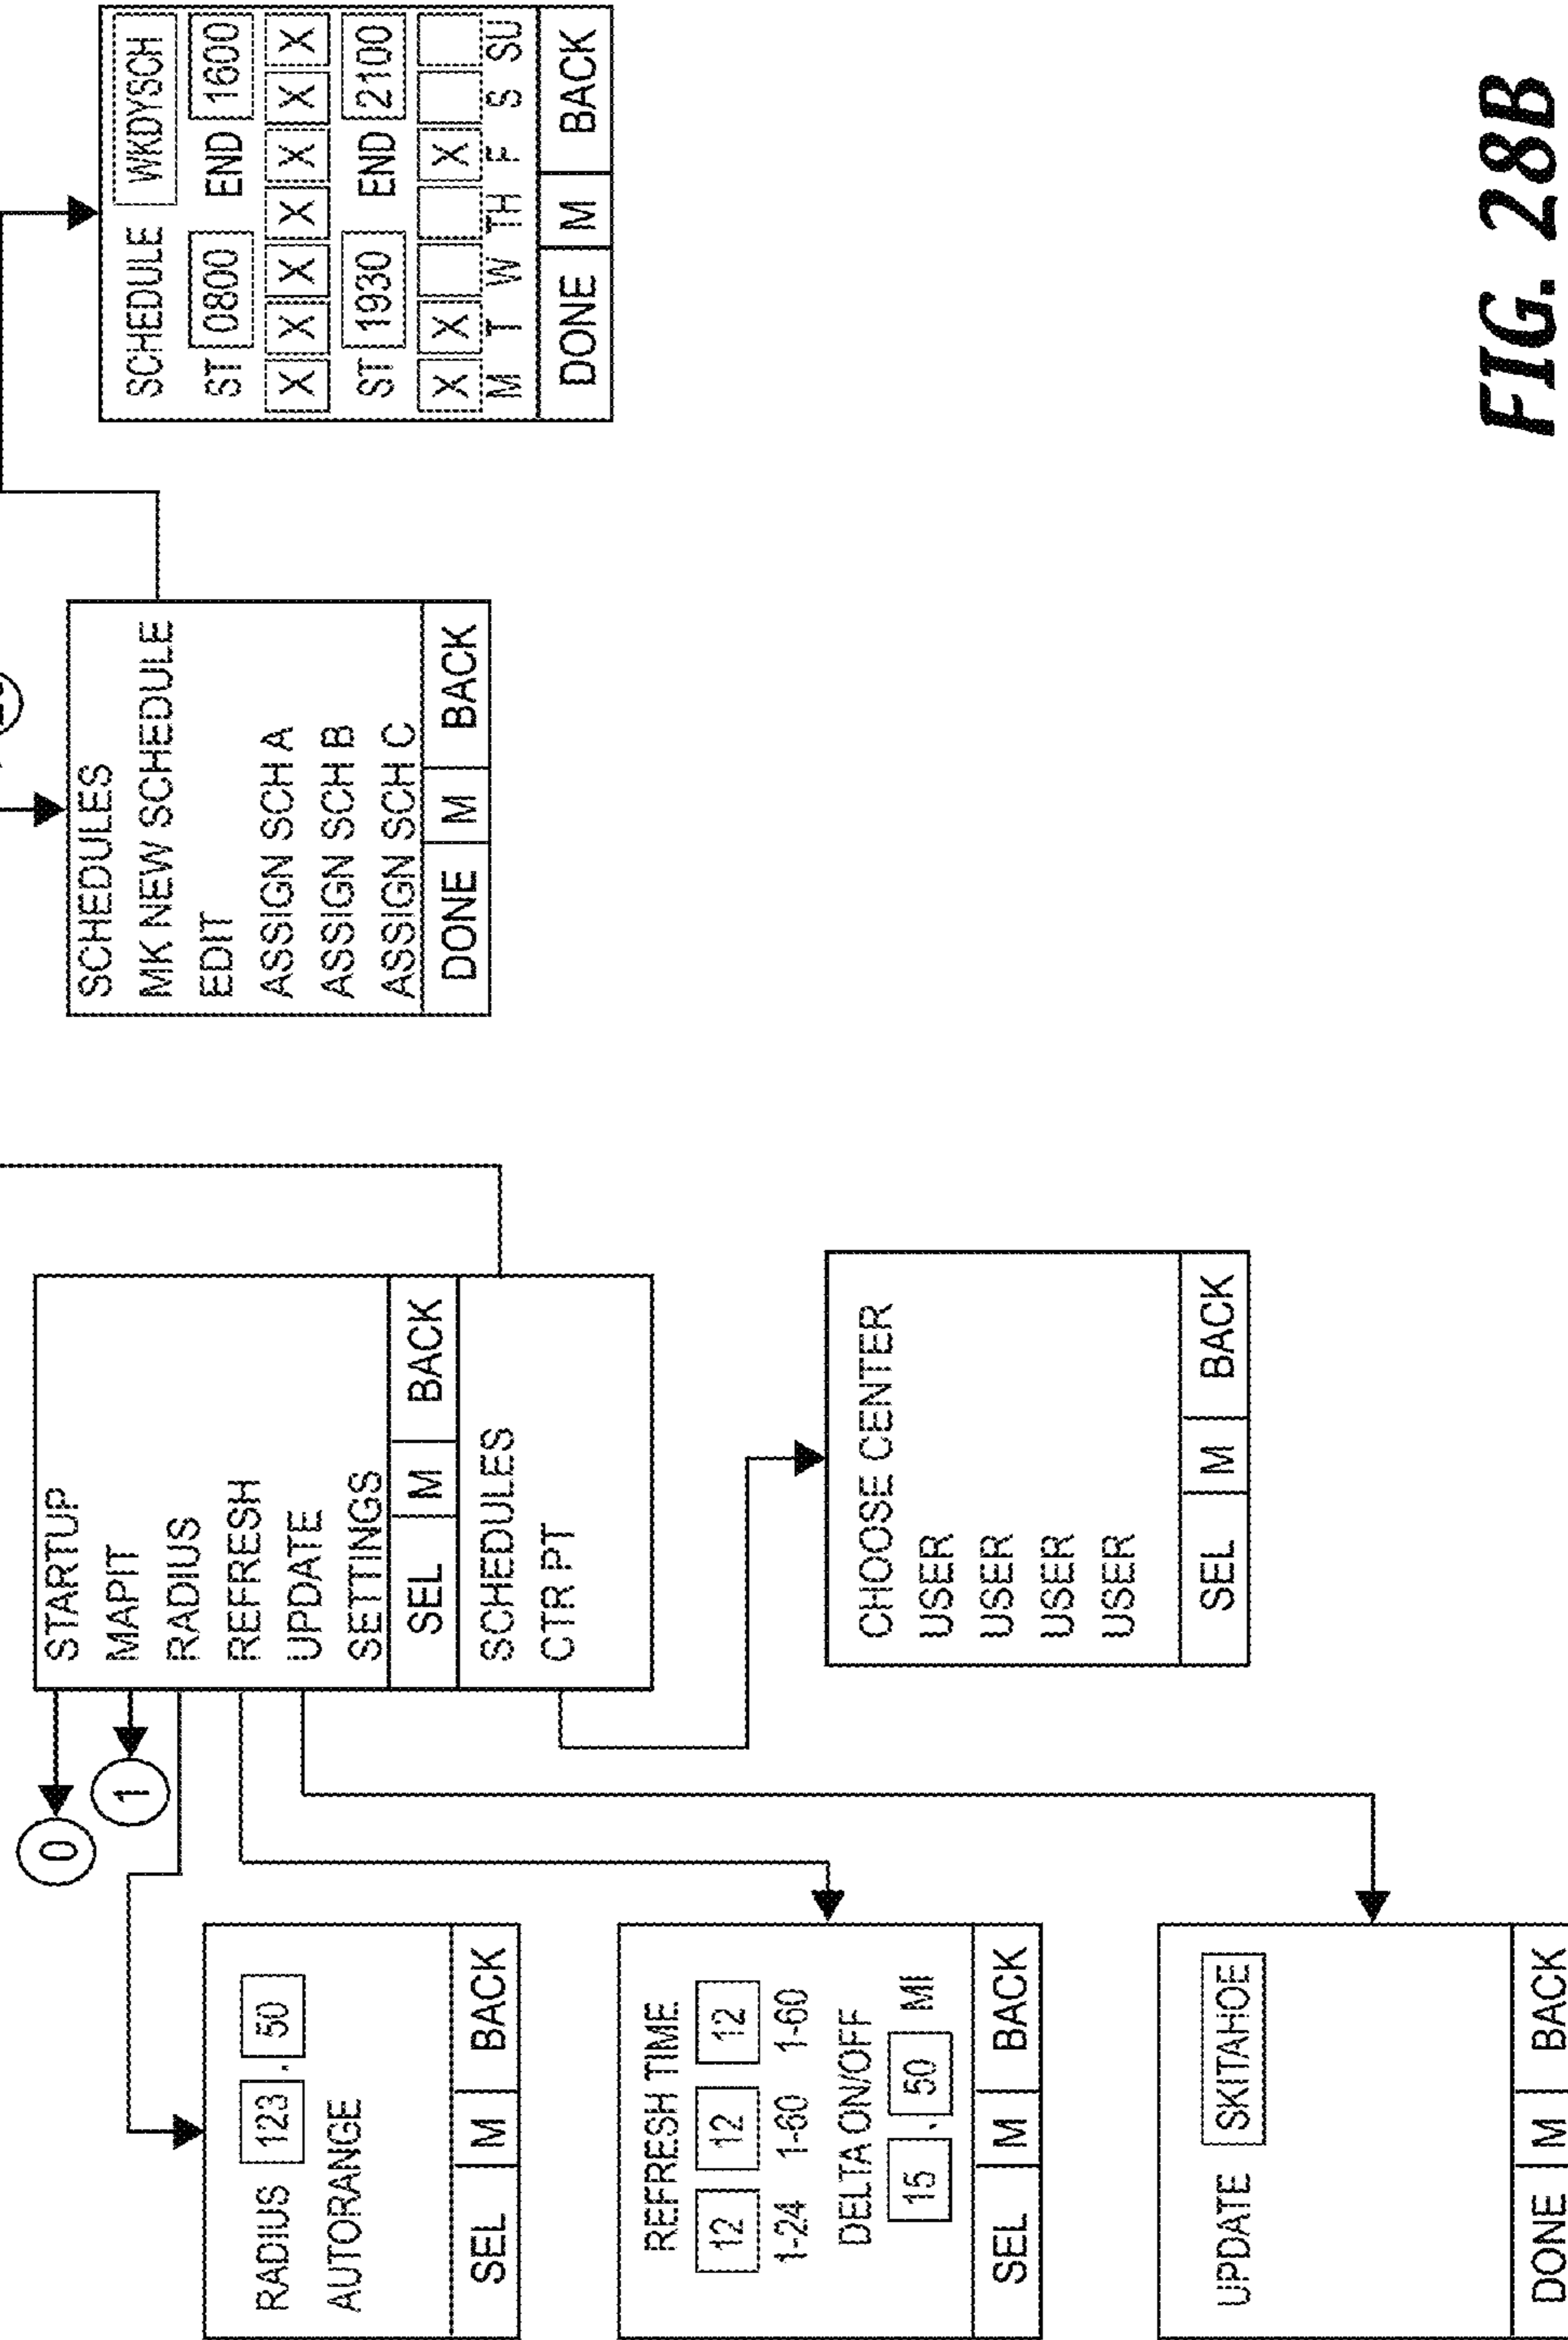 RADIUS 123 . 50
AUTORANGE
SEL M BACK
REFRESH TIME
12 12 12
1-24 1-60 1-60
DELTA ON/OFF
15 . 50 MI
SEL M BACK
UPDATE SKITAHOE
DONE M BACK
0
1
STARTUP
MAPIT
RADIUS
REFRESH
UPDATE
SETTINGS
SEL M BACK
SCHEDULES
CTR PT
CHOOSE CENTER
USER
USER
USER
USER
SEL M BACK
SCHEDULES
MK NEW SCHEDULE
EDIT
ASSIGN SCH A
ASSIGN SCH B
ASSIGN SCH C
DONE M BACK
SCHEDULE WKDYSCH
ST 0800 END 1600
X X X X X X X
ST 1930 END 2100
X X X
M T W TH F S SU
DONE M BACK
FIG. 28B